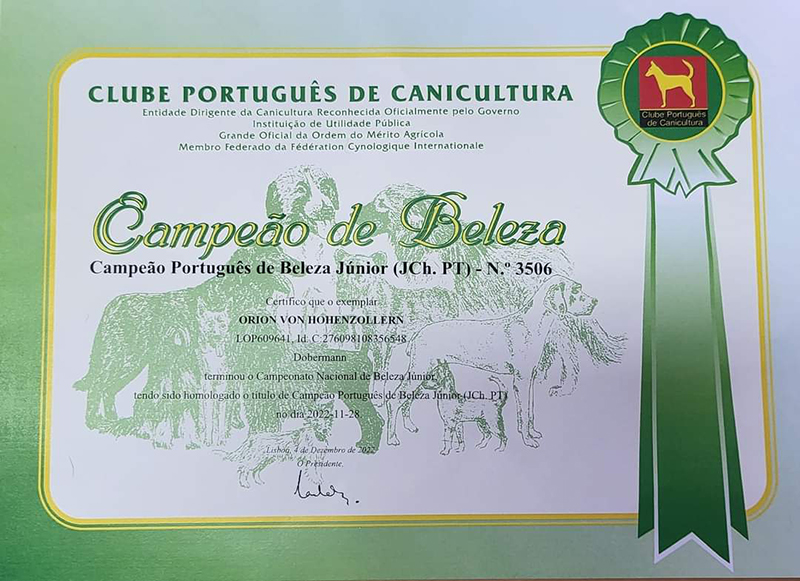 CLUBE PORTUGUÊS DE CANICULTURA
Entidade Dirigente da Canicultura Reconhecida Oficialmente pelo Governo
Instituição de Utilidade Pública
Grande Oficial da Ordem do Mérito Agrícola
Membro Federado da Fédération Cynologique Internationale
Clube Português
de Canicultura
Campeão de Beleza
Campeão Português de Beleza Júnior (JCh. PT) - N.º 3506
Certifico que o exemplar
ORION VON HOHENZOLLERN
LOP609641, Id. C 276098108356548
Dobermann
terminou o Campeonato Nacional de Beleza Júnior,
tendo sido homologado o título de Campeão Português de Beleza Júnior (JCh. PT)
no dia 2022-11-28.
Lisboa, 4 de Dezembro de 2022
O Presidente,